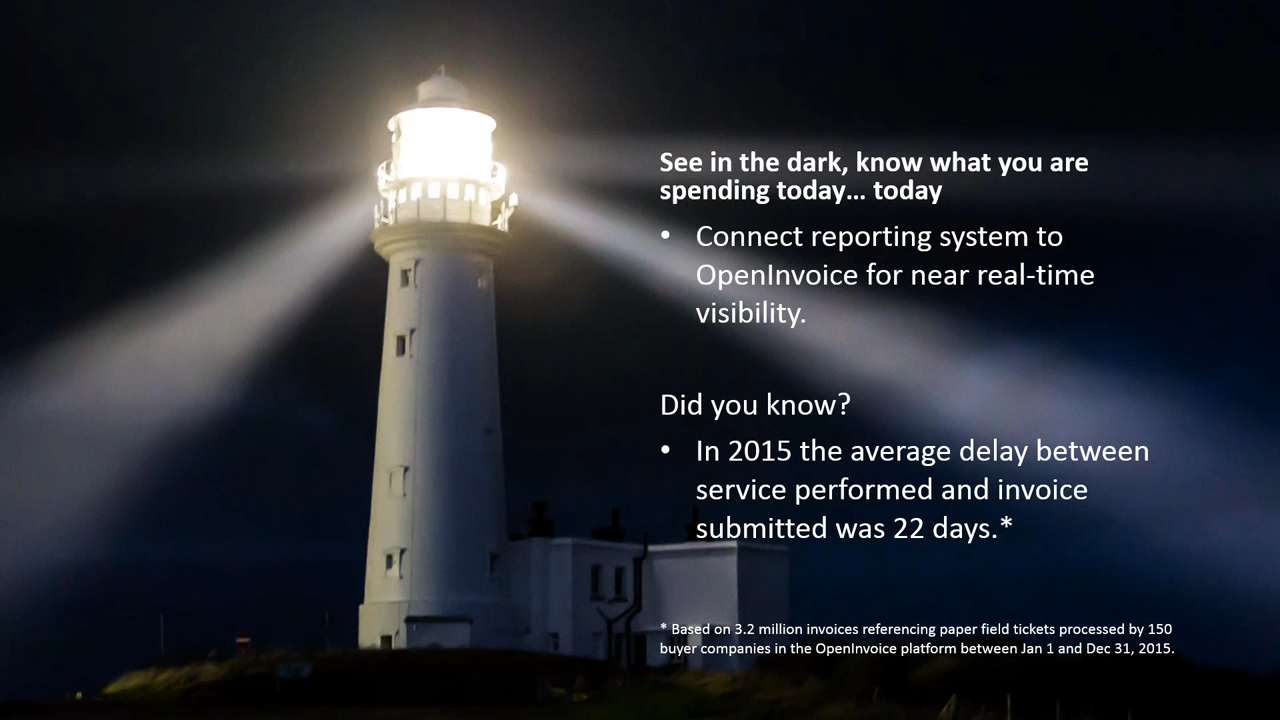 See in the dark, know what you are
spending today... today
• Connect reporting system to
OpenInvoice for near real-time
visibility.
Did you know?
• In 2015 the average delay between
service performed and invoice
submitted was 22 days.*
* Based on 3.2 million invoices referencing paper field tickets processed by 150
buyer companies in the OpenInvoice platform between Jan 1 and Dec 31, 2015.